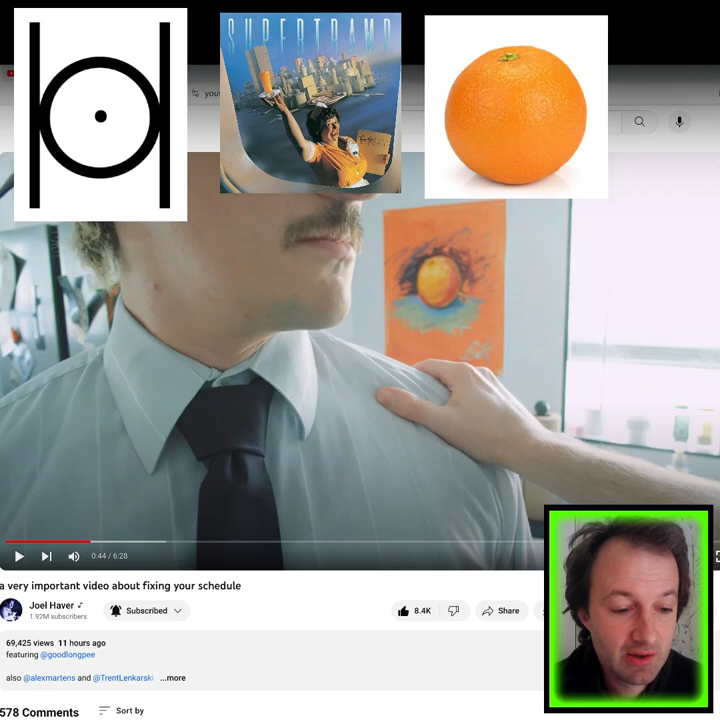 SUPERTRAMP
you
0:44 / 6:28
a very important video about fixing your schedule
Joel Haver
1.92M subscribers
Subscribed
8.4K
Share
69,425 views 11 hours ago
featuring @goodlongpee
also @alexmartens and @TrentLenkarski ...more
578 Comments
Sort by